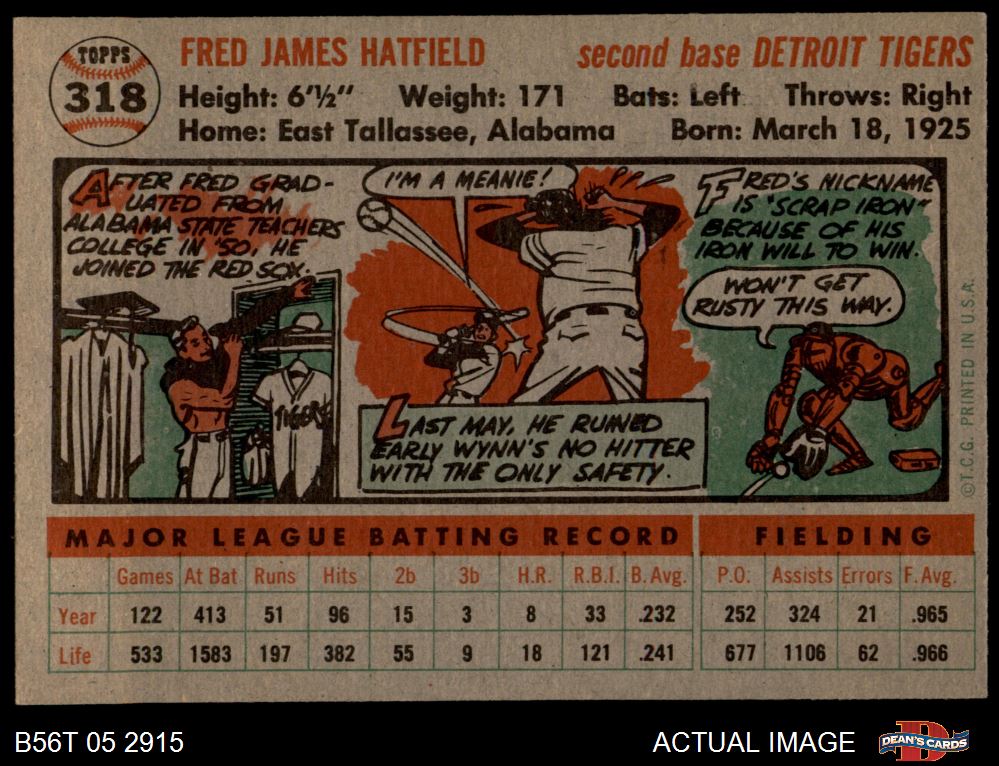 TOPPS
318
FRED JAMES HATFIELD
second base DETROIT TIGERS
Height: 6'½" Weight: 171 Bats: Left Throws: Right
Home: East Tallassee, Alabama Born: March 18, 1925
AFTER FRED GRAD-
UATED FROM
ALABAMA STATE TEACHERS
COLLEGE IN '50, HE
JOINED THE RED SOX.
TIGERS
I'M A MEANIE!
LAST MAY, HE RUINED
EARLY WYNN'S NO HITTER
WITH THE ONLY SAFETY.
FRED'S NICKNAME
IS "SCRAP IRON"
BECAUSE OF HIS
IRON WILL TO WIN.
WON'T GET
RUSTY THIS WAY.
©T.C.G. PRINTED IN U.S.A.
MAJOR LEAGUE BATTING RECORD FIELDING
Games At Bat Runs Hits 2b 3b H.R. R.B.I. B. Avg. P.O. Assists Errors F. Avg.
Year 122 413 51 96 15 3 8 33 .232 252 324 21 .965
Life 533 1583 197 382 55 9 18 121 .241 677 1106 62 .966
B56T 05 2915
ACTUAL IMAGE
D
DEAN'S CARDS